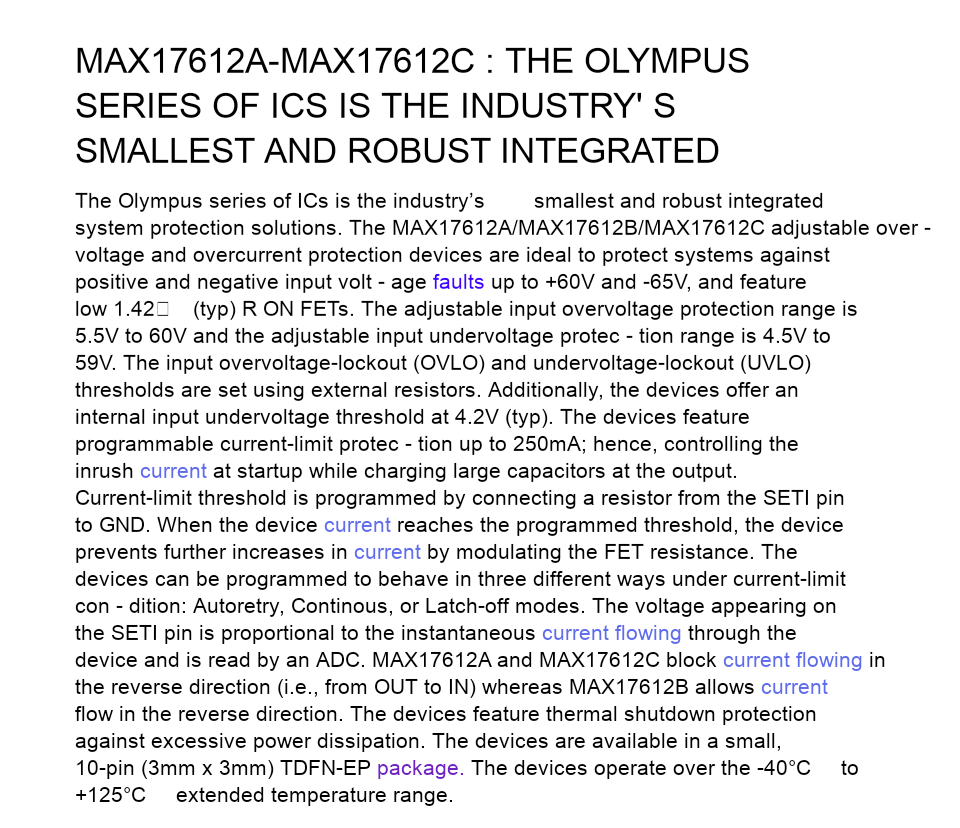 MAX17612A-MAX17612C : THE OLYMPUS
SERIES OF ICS IS THE INDUSTRY' S
SMALLEST AND ROBUST INTEGRATED
The Olympus series of ICs is the industry’s smallest and robust integrated
system protection solutions. The MAX17612A/MAX17612B/MAX17612C adjustable over -
voltage and overcurrent protection devices are ideal to protect systems against
positive and negative input volt - age faults up to +60V and -65V, and feature
low 1.42□ (typ) R ON FETs. The adjustable input overvoltage protection range is
5.5V to 60V and the adjustable input undervoltage protec - tion range is 4.5V to
59V. The input overvoltage-lockout (OVLO) and undervoltage-lockout (UVLO)
thresholds are set using external resistors. Additionally, the devices offer an
internal input undervoltage threshold at 4.2V (typ). The devices feature
programmable current-limit protec - tion up to 250mA; hence, controlling the
inrush current at startup while charging large capacitors at the output.
Current-limit threshold is programmed by connecting a resistor from the SETI pin
to GND. When the device current reaches the programmed threshold, the device
prevents further increases in current by modulating the FET resistance. The
devices can be programmed to behave in three different ways under current-limit
con - dition: Autoretry, Continous, or Latch-off modes. The voltage appearing on
the SETI pin is proportional to the instantaneous current flowing through the
device and is read by an ADC. MAX17612A and MAX17612C block current flowing in
the reverse direction (i.e., from OUT to IN) whereas MAX17612B allows current
flow in the reverse direction. The devices feature thermal shutdown protection
against excessive power dissipation. The devices are available in a small,
10-pin (3mm x 3mm) TDFN-EP package. The devices operate over the -40°C to
+125°C extended temperature range.